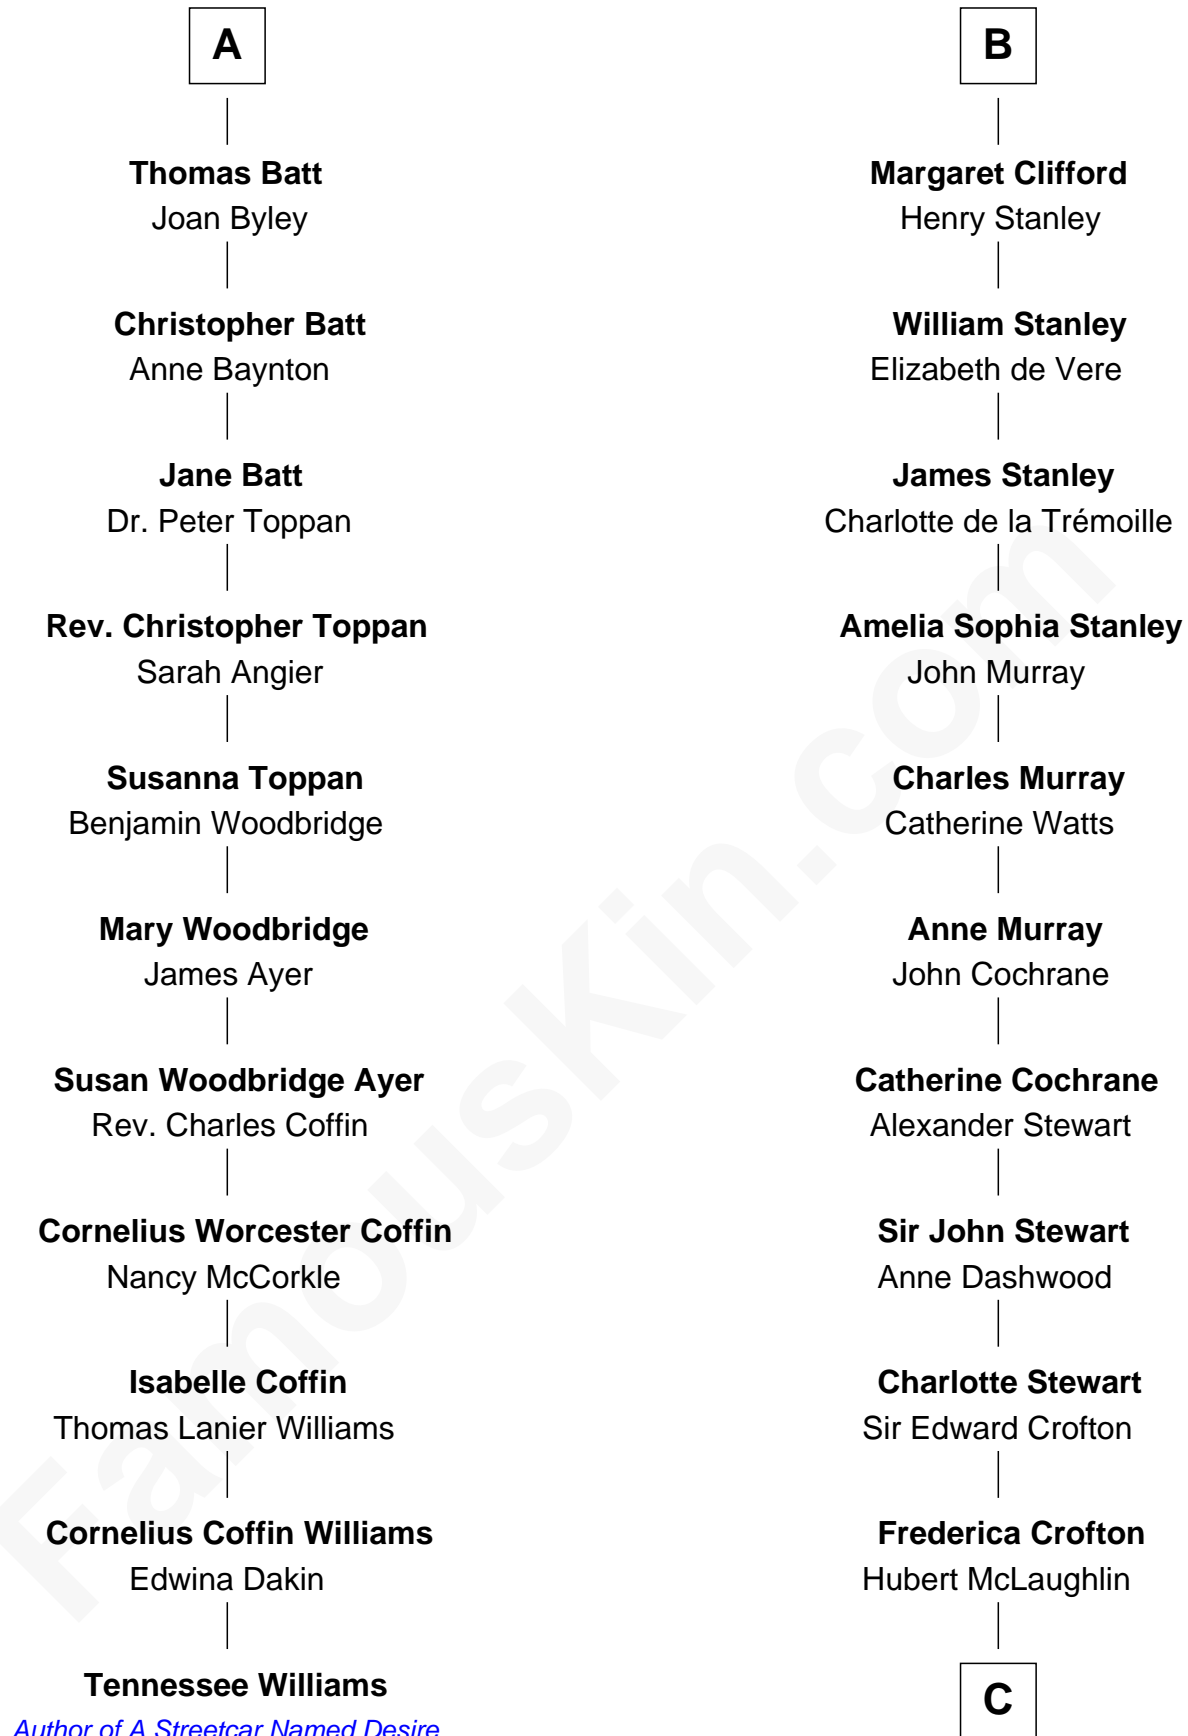 A
Thomas Batt
Joan Byley
Christopher Batt
Anne Baynton
Jane Batt
Dr. Peter Toppan
Rev. Christopher Toppan
Sarah Angier
Susanna Toppan
Benjamin Woodbridge
Mary Woodbridge
James Ayer
Susan Woodbridge Ayer
Rev. Charles Coffin
Cornelius Worcester Coffin
Nancy McCorkle
Isabelle Coffin
Thomas Lanier Williams
Cornelius Coffin Williams
Edwina Dakin
Tennessee Williams
Author of A Streetcar Named Desire
B
Margaret Clifford
Henry Stanley
William Stanley
Elizabeth de Vere
James Stanley
Charlotte de la Trémoille
Amelia Sophia Stanley
John Murray
Charles Murray
Catherine Watts
Anne Murray
John Cochrane
Catherine Cochrane
Alexander Stewart
Sir John Stewart
Anne Dashwood
Charlotte Stewart
Sir Edward Crofton
Frederica Crofton
Hubert McLaughlin
C
FamousKin.com